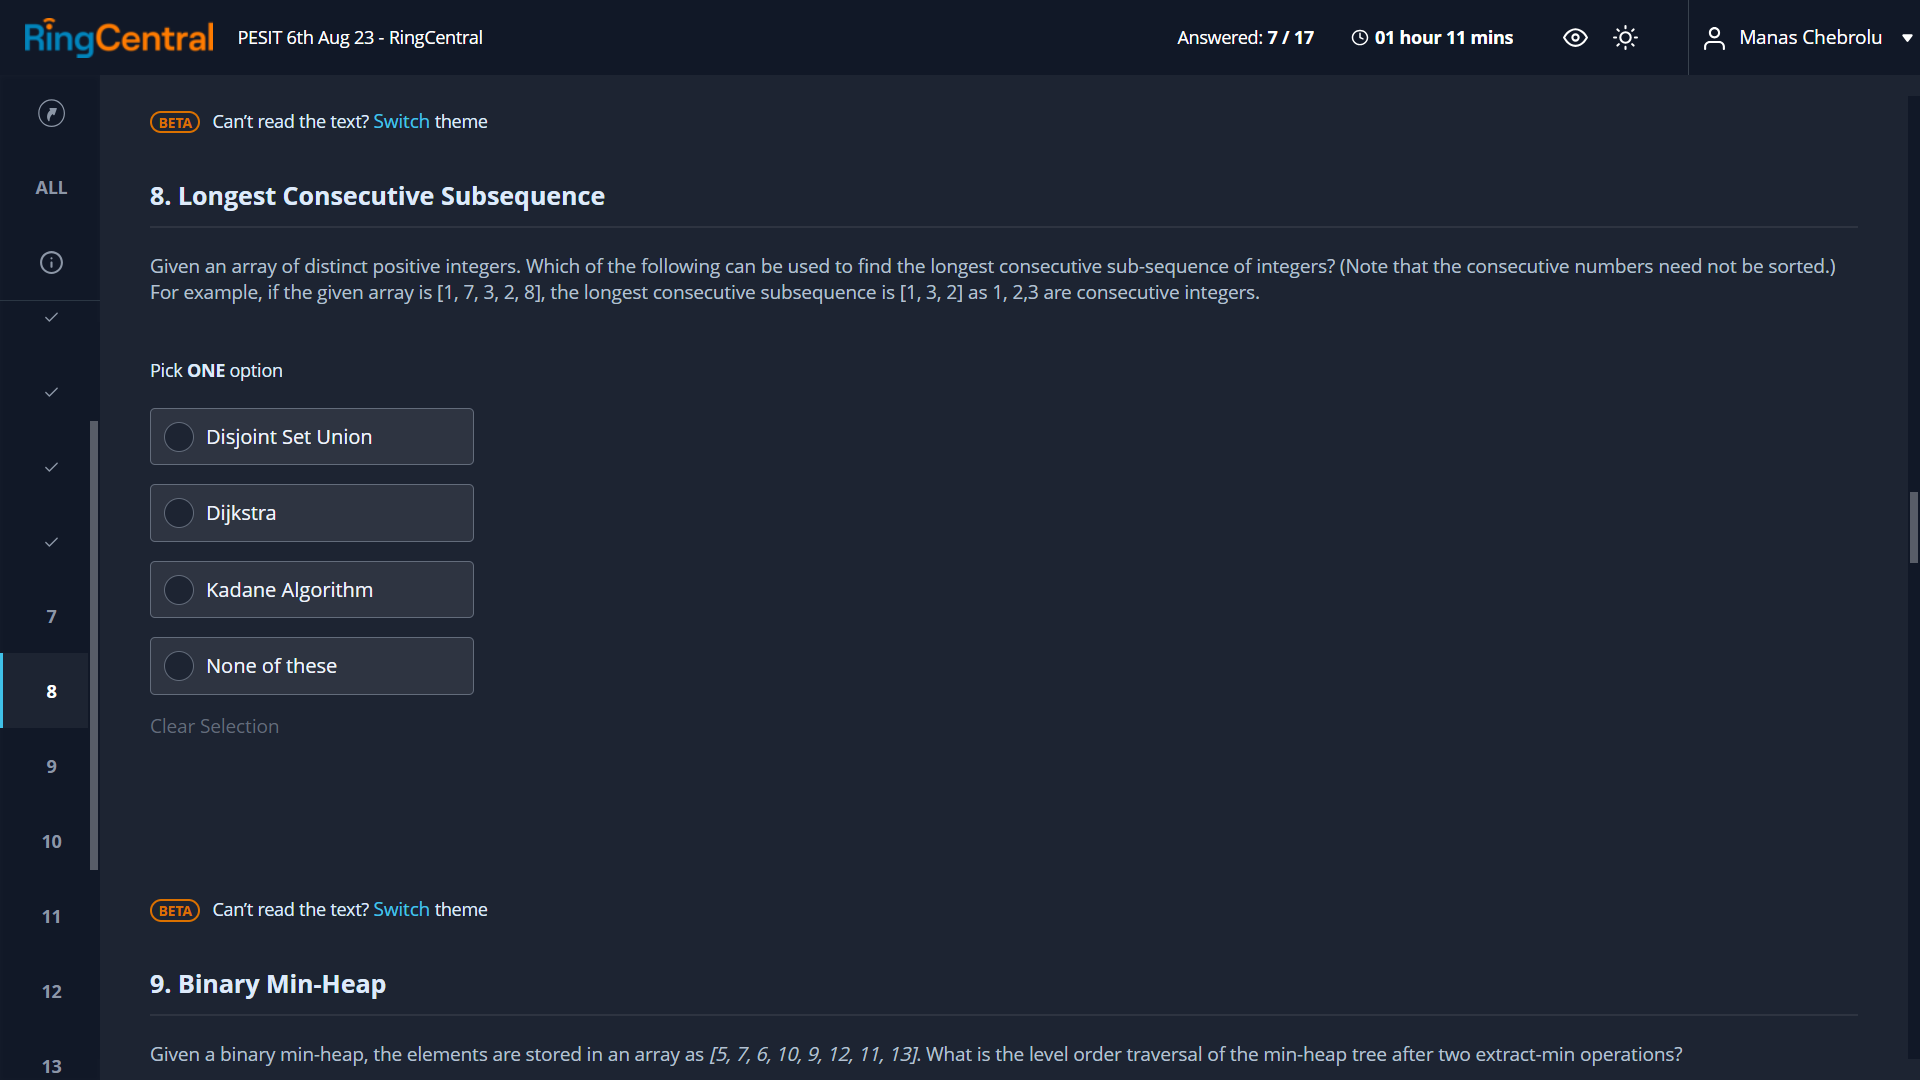 RingCentral PESIT 6th Aug 23 - RingCentral Answered: 7 / 17 01 hour 11 mins Manas Chebrolu
ALL
7
8
9
10
11
12
13
BETA Can't read the text? Switch theme
8. Longest Consecutive Subsequence
Given an array of distinct positive integers. Which of the following can be used to find the longest consecutive sub-sequence of integers? (Note that the consecutive numbers need not be sorted.)
For example, if the given array is [1, 7, 3, 2, 8], the longest consecutive subsequence is [1, 3, 2] as 1, 2,3 are consecutive integers.
Pick ONE option
Disjoint Set Union
Dijkstra
Kadane Algorithm
None of these
Clear Selection
BETA Can't read the text? Switch theme
9. Binary Min-Heap
Given a binary min-heap, the elements are stored in an array as [5, 7, 6, 10, 9, 12, 11, 13]. What is the level order traversal of the min-heap tree after two extract-min operations?